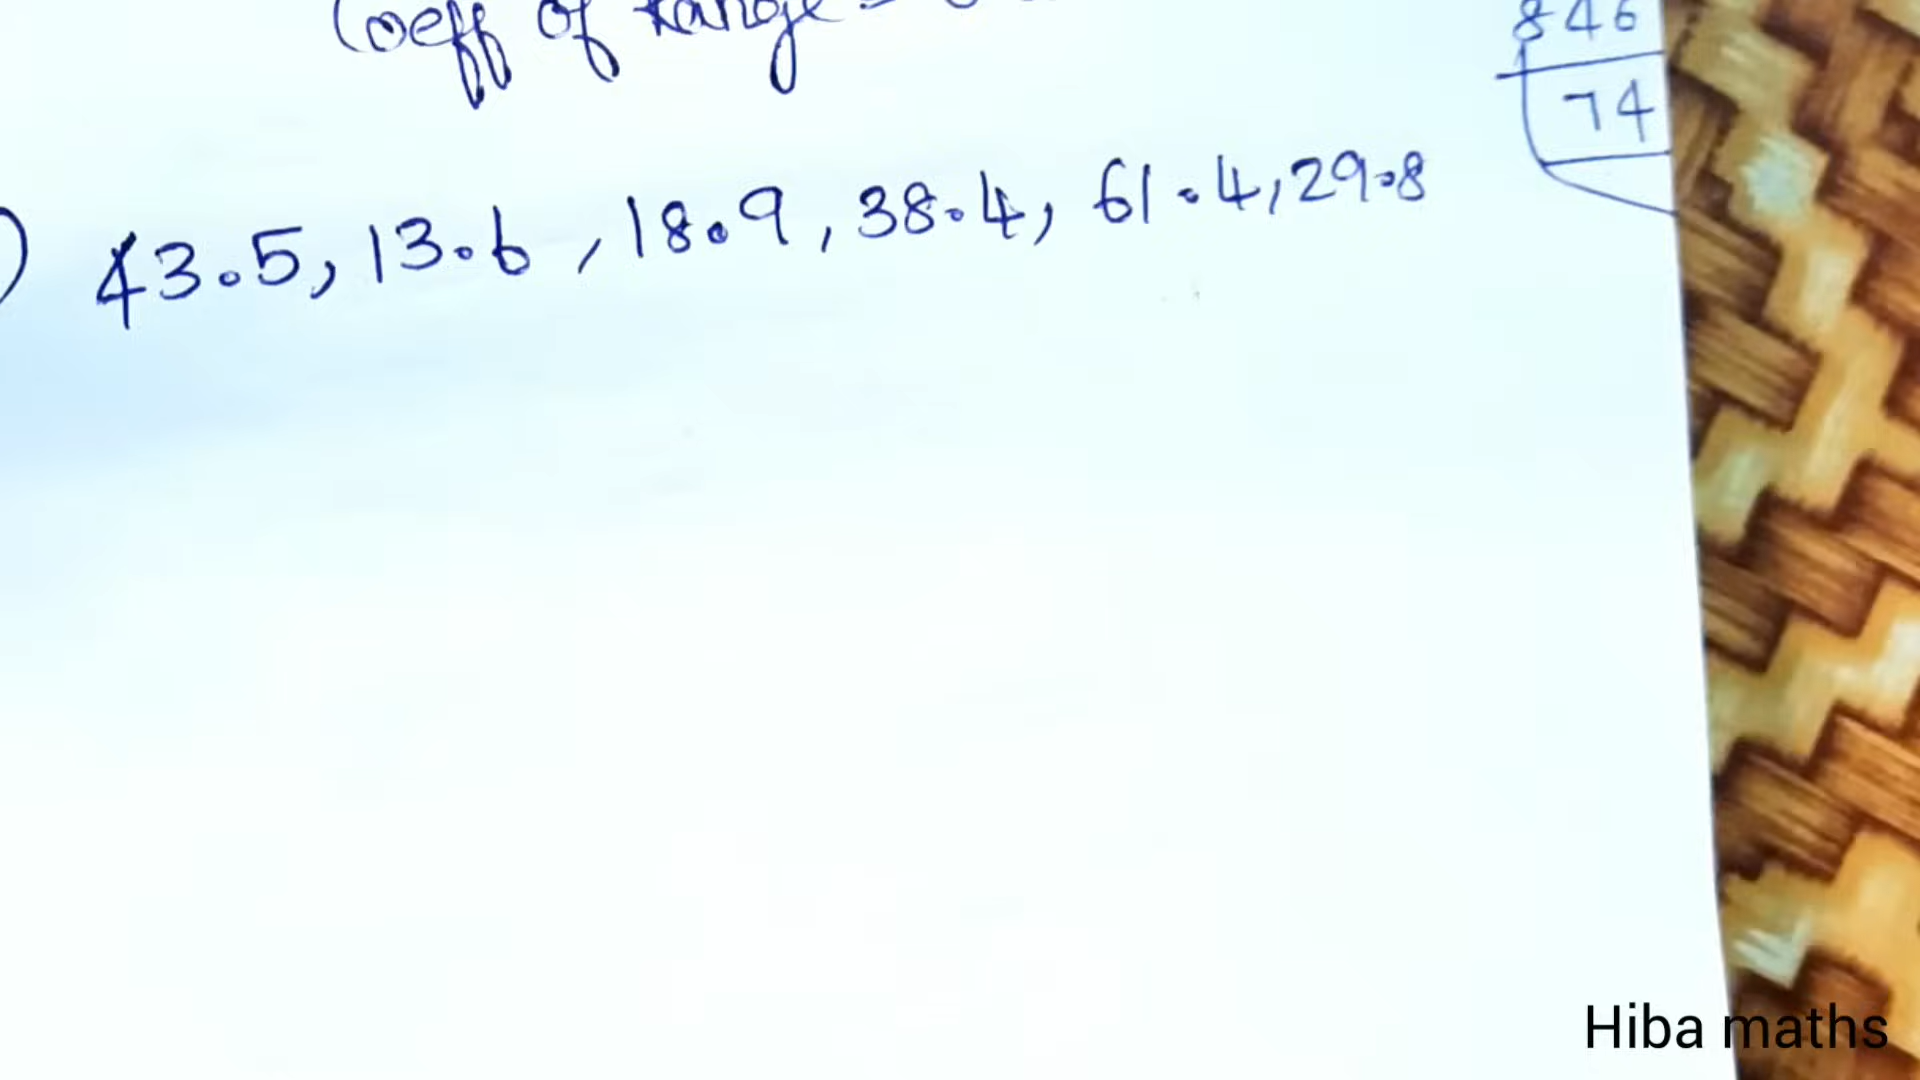 Coeff of Range =
846
74
) 43.5, 13.6, 18.9, 38.4, 61.4, 29.8
Hiba maths